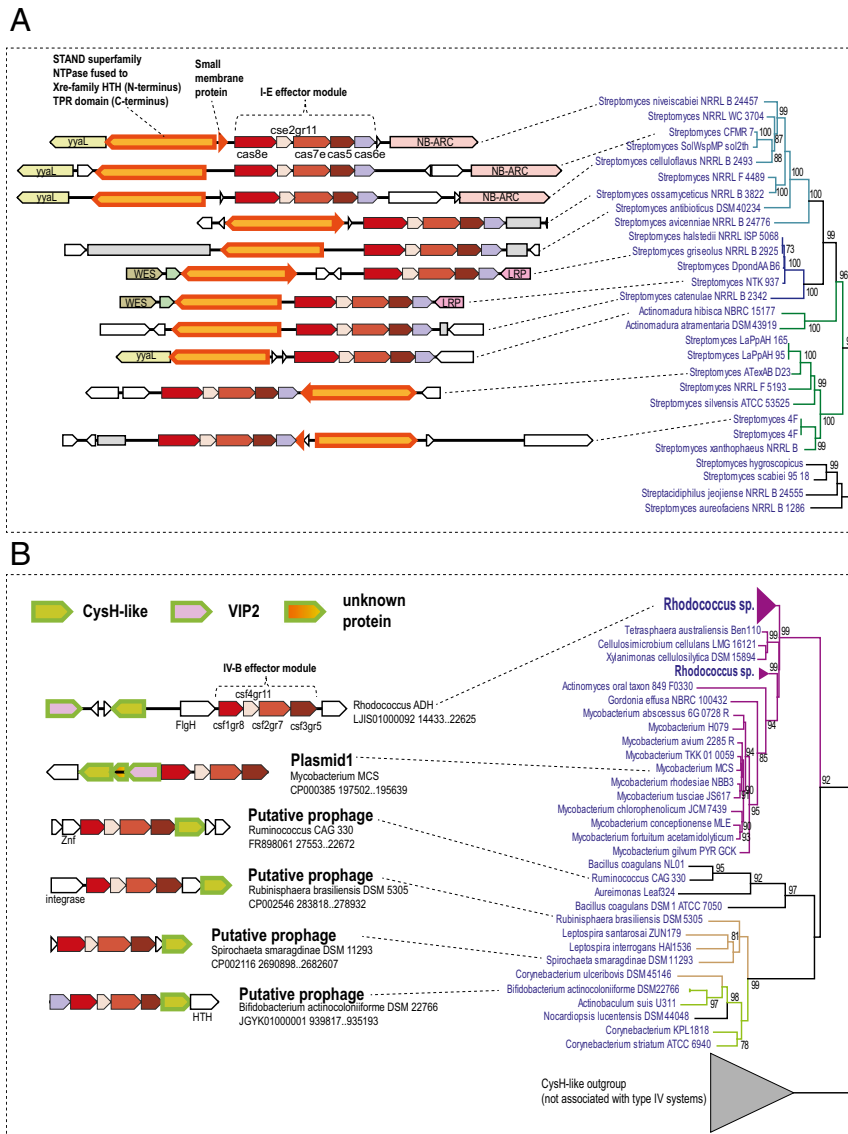 A
STAND superfamily
NTPase fused to
Xre-family HTH (N-terminus)
TPR domain (C-terminus)
Small
membrane
protein
I-E effector module
cse2gr11
yyaL
NB-ARC
cas8e
cas7e
cas5
cas6e
NB-ARC
yyaL
yyaL
NB-ARC
WES
LRP
WES
LRP
yyaL
Streptomyces niveiscabiei NRRL B 24457
Streptomyces NRRL WC 3704
Streptomyces CFMR 7
Streptomyces SolWspMP sol2th
Streptomyces celluloflavus NRRL B 2493
Streptomyces NRRL F 4489
Streptomyces ossamyceticus NRRL B 3822
Streptomyces antibioticus DSM 40234
Streptomyces avicenniae NRRL B 24776
Streptomyces halstedii NRRL ISP 5068
Streptomyces griseolus NRRL B 2925
Streptomyces DpondAA B6
Streptomyces NTK 937
Streptomyces catenulae NRRL B 2342
Actinomadura hibisca NBRC 15177
Actinomadura atramentaria DSM 43919
Streptomyces LaPpAH 165
Streptomyces LaPpAH 95
Streptomyces ATexAB D23
Streptomyces NRRL F 5193
Streptomyces silvensis ATCC 53525
Streptomyces 4F
Streptomyces 4F
Streptomyces xanthophaeus NRRL B
Streptomyces hygroscopicus
Streptomyces scabiei 95 18
Streptacidiphilus jeojiense NRRL B 24555
Streptomyces aureofaciens NRRL B 1286
99
100
87
88
100
100
100
99
73
100
100
96
100
100
99
100
99
99
B
CysH-like
VIP2
unknown
protein
IV-B effector module
csf4gr11
FlgH
csf1gr8
csf2gr7
csf3gr5
Rhodococcus ADH
LJIS01000092 14433..22625
Plasmid1
Mycobacterium MCS
CP000385 197502..195639
Putative prophage
Ruminococcus CAG 330
FR898061 27553..22672
Znf
Putative prophage
Rubinisphaera brasiliensis DSM 5305
CP002546 283818..278932
integrase
Putative prophage
Spirochaeta smaragdinae DSM 11293
CP002116 2690898..2682607
Putative prophage
Bifidobacterium actinocoloniiforme DSM 22766
JGYK01000001 939817..935193
HTH
Rhodococcus sp.
Tetrasphaera australiensis Ben110
Cellulosimicrobium cellulans LMG 16121
Xylanimonas cellulosilytica DSM 15894
Rhodococcus sp.
Actinomyces oral taxon 849 F0330
Gordonia effusa NBRC 100432
Mycobacterium abscessus 6G 0728 R
Mycobacterium H079
Mycobacterium avium 2285 R
Mycobacterium TKK 01 0059
Mycobacterium MCS
Mycobacterium rhodesiae NBB3
Mycobacterium tusciae JS617
Mycobacterium chlorophenolicum JCM 7439
Mycobacterium conceptionense MLE
Mycobacterium fortuitum acetamidolyticum
Mycobacterium gilvum PYR GCK
Bacillus coagulans NL01
Ruminococcus CAG 330
Aureimonas Leaf324
Bacillus coagulans DSM 1 ATCC 7050
Rubinisphaera brasiliensis DSM 5305
Leptospira santarosai ZUN179
Leptospira interrogans HAI1536
Spirochaeta smaragdinae DSM 11293
Corynebacterium ulceribovis DSM 45146
Bifidobacterium actinocoloniiforme DSM22766
Actinobaculum suis U311
Nocardiopsis lucentensis DSM 44048
Corynebacterium KPL1818
Corynebacterium striatum ATCC 6940
99
99
99
94
85
94
90
95
90
93
92
95
92
97
81
99
98
97
78
CysH-like outgroup
(not associated with type IV systems)